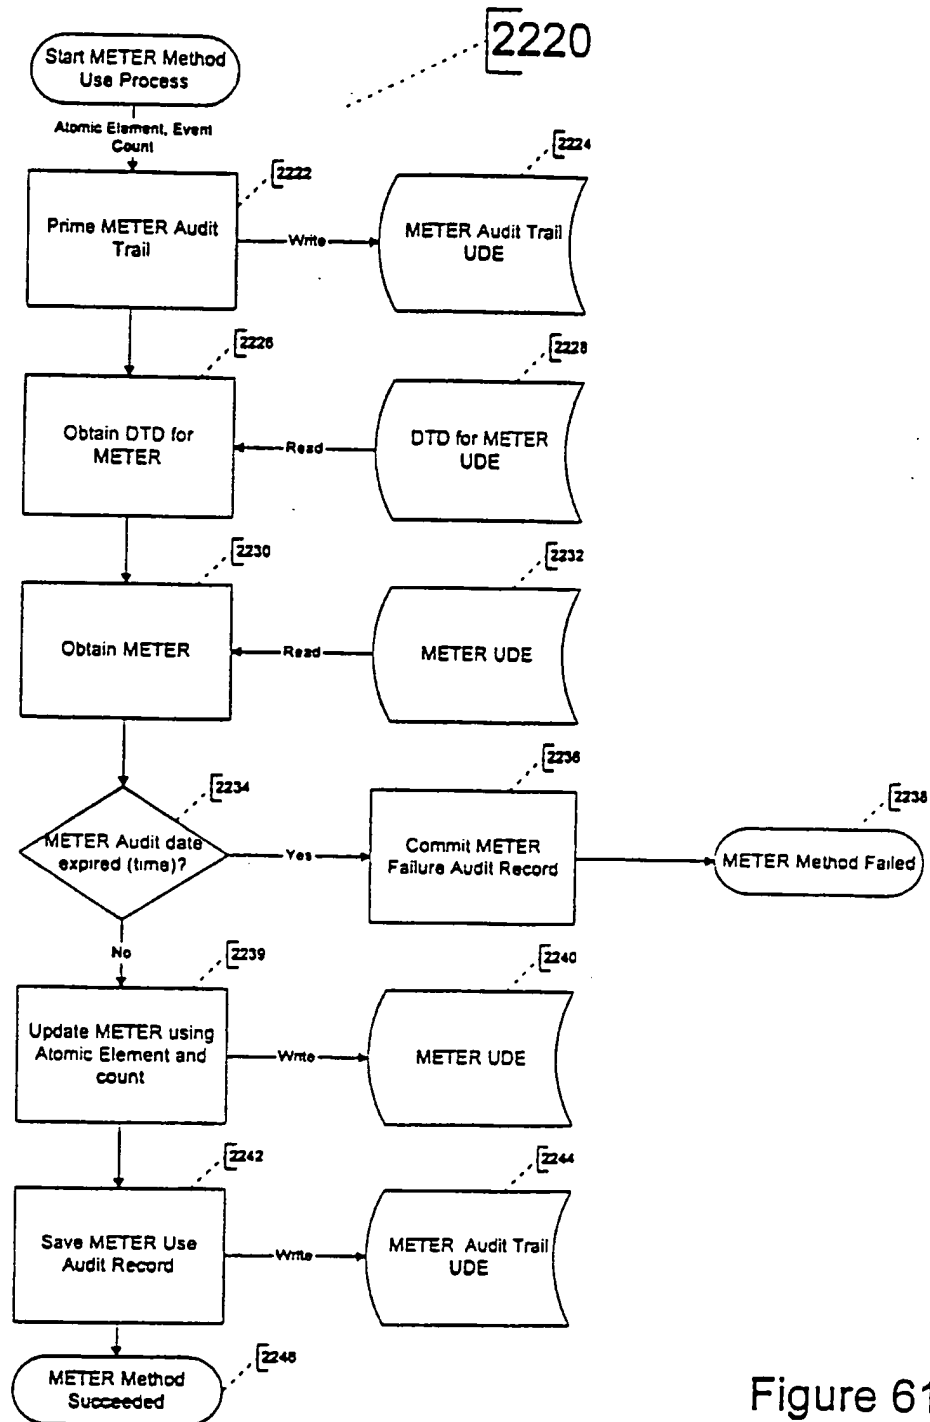 2220
Start METER Method
Use Process
Atomic Element, Event
Count
2222
2224
Prime METER Audit
Trail
Write
METER Audit Trail
UDE
2226
2228
Obtain DTD for
METER
Read
DTD for METER
UDE
2230
2232
Obtain METER
Read
METER UDE
2234
2236
2238
METER Audit date
expired (time)?
Yes
Commit METER
Failure Audit Record
METER Method Failed
No
2239
2240
Update METER using
Atomic Element and
count
Write
METER UDE
2242
2244
Save METER Use
Audit Record
Write
METER Audit Trail
UDE
2246
METER Method
Succeeded
Figure 61